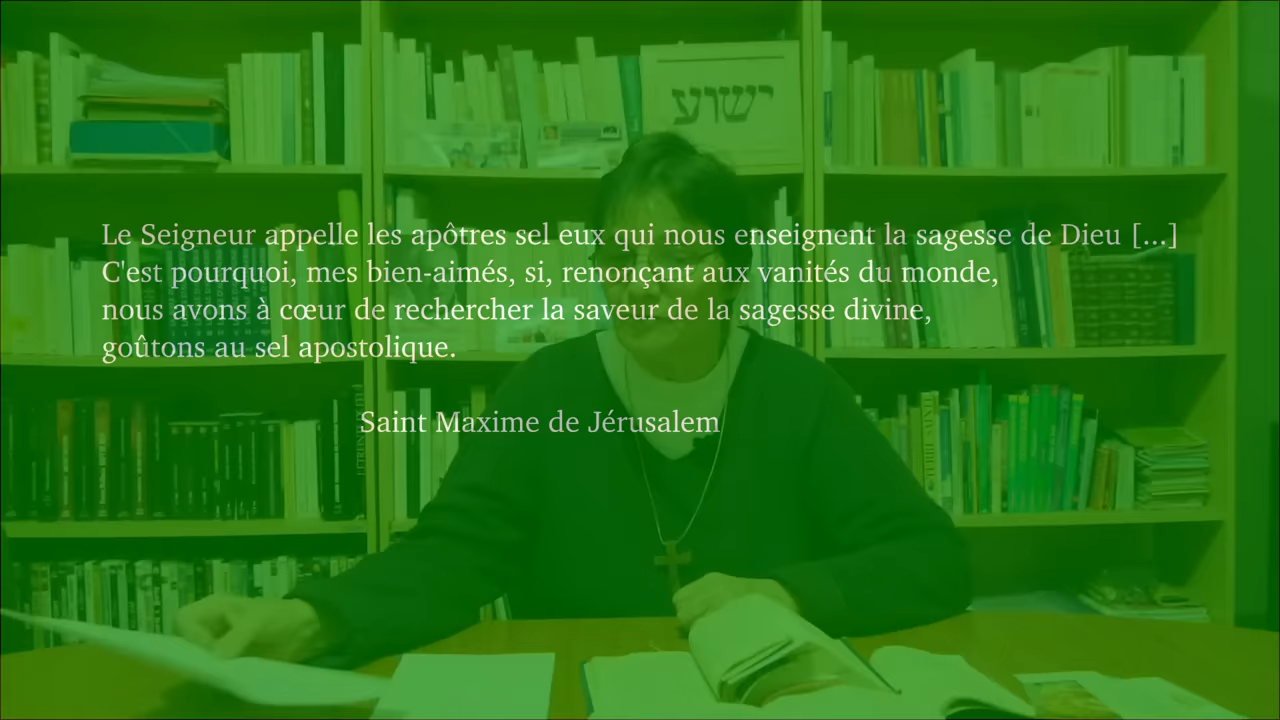 ישוע
Le Seigneur appelle les apôtres sel eux qui nous enseignent la sagesse de Dieu [...]
C'est pourquoi, mes bien-aimés, si, renonçant aux vanités du monde,
nous avons à cœur de rechercher la saveur de la sagesse divine,
goûtons au sel apostolique.
Saint Maxime de Jérusalem